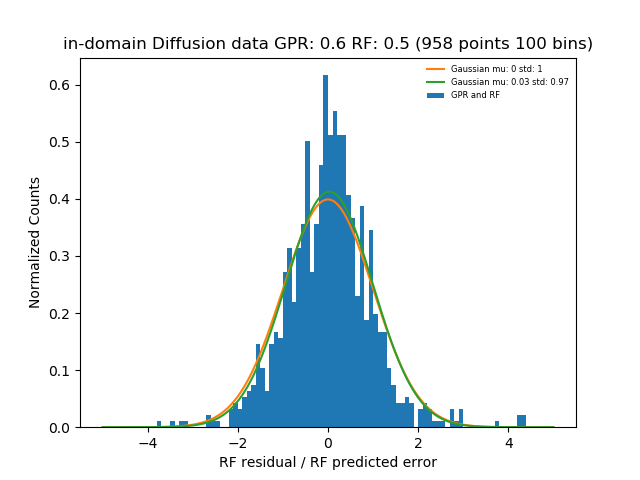 in-domain Diffusion data GPR: 0.6 RF: 0.5 (958 points 100 bins)
Gaussian mu: 0 std: 1
Gaussian mu: 0.03 std: 0.97
GPR and RF
Normalized Counts
0.6
0.5
0.4
0.3
0.2
0.1
0.0
−4
−2
0
2
4
RF residual / RF predicted error